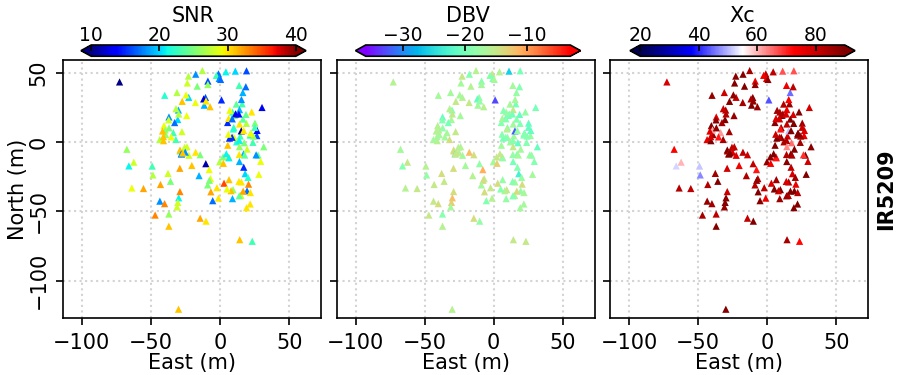 SNR DBV Xc
10 20 30 40 −30 −20 −10 20 40 60 80
50
0
−50
−100
North (m)
−100 −50 0 50 −100 −50 0 50 −100 −50 0 50
East (m) East (m) East (m)
IR5209